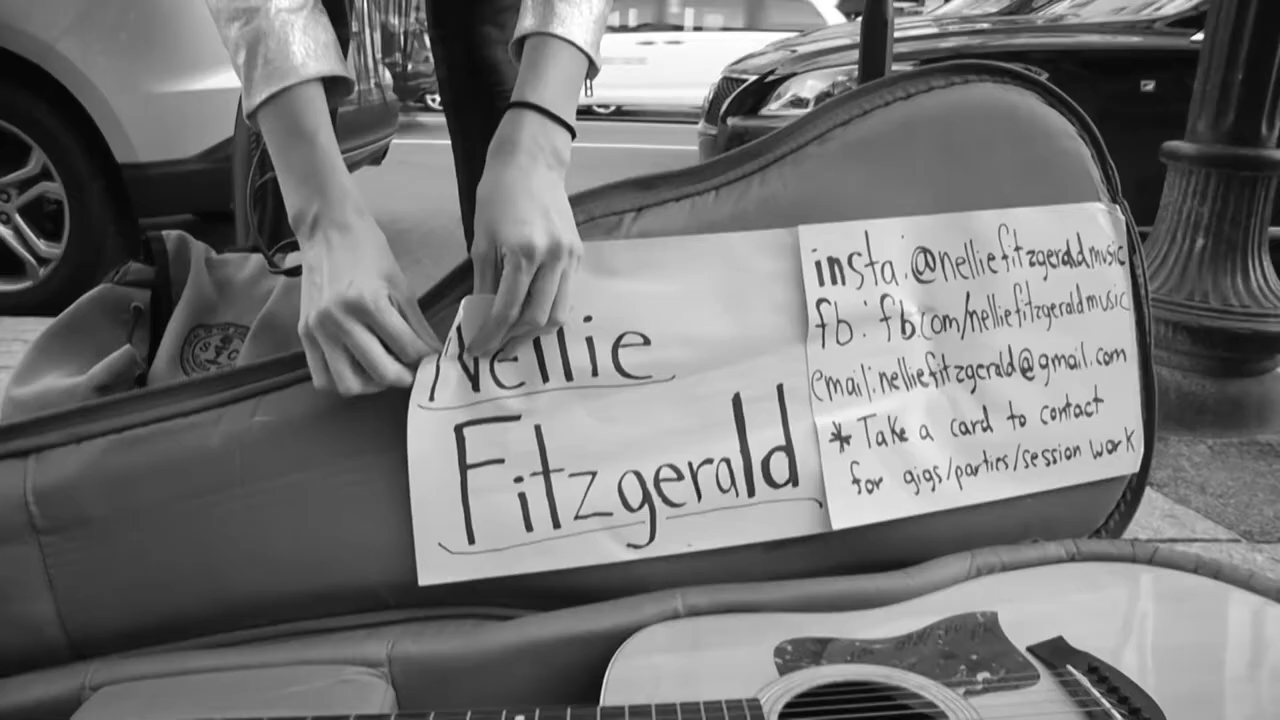 Nellie
Fitzgerald
insta: @nelliefitzgeraldmusic
fb: fb.com/nelliefitzgeraldmusic
email: nelliefitzgerald@gmail.com
* Take a card to contact
for gigs/parties/session work